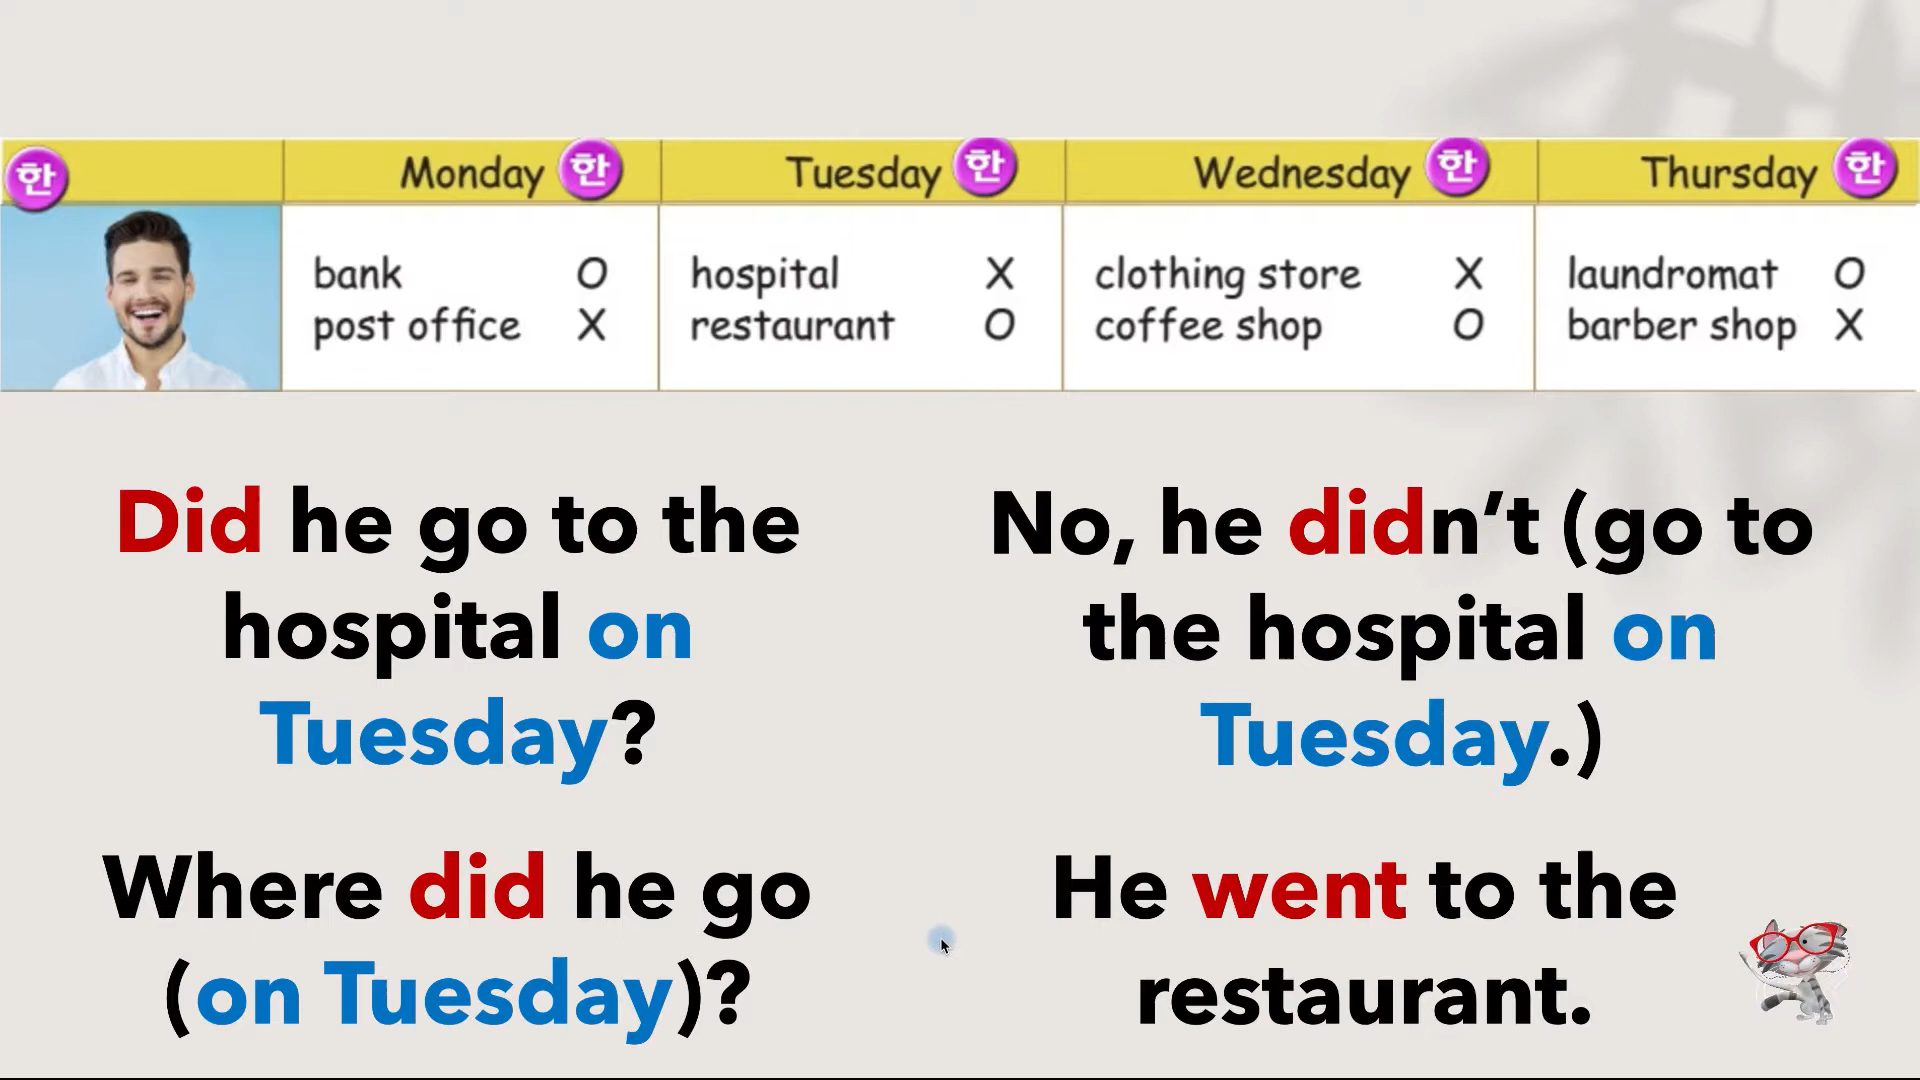 한 Monday 한 Tuesday 한 Wednesday 한 Thursday 한
bank O hospital X clothing store X laundromat O
post office X restaurant O coffee shop O barber shop X
Did he go to the
hospital on
Tuesday?
No, he didn’t (go to
the hospital on
Tuesday.)
Where did he go
(on Tuesday)?
He went to the
restaurant.